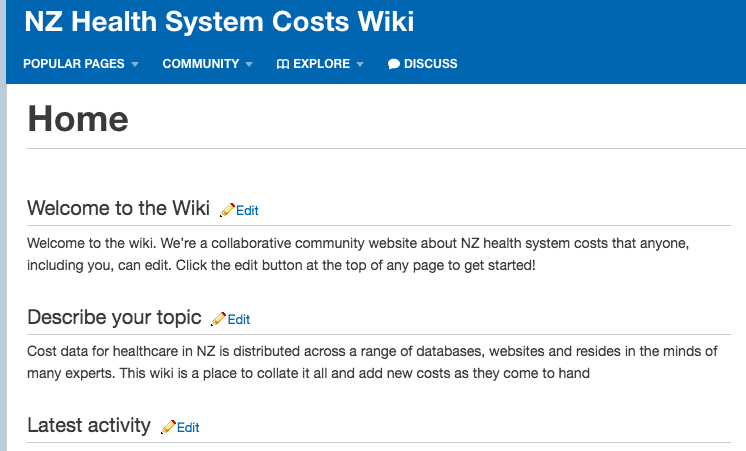 NZ Health System Costs Wiki
POPULAR PAGES COMMUNITY EXPLORE DISCUSS
Home
Welcome to the Wiki Edit
Welcome to the wiki. We're a collaborative community website about NZ health system costs that anyone,
including you, can edit. Click the edit button at the top of any page to get started!
Describe your topic Edit
Cost data for healthcare in NZ is distributed across a range of databases, websites and resides in the minds of
many experts. This wiki is a place to collate it all and add new costs as they come to hand
Latest activity Edit